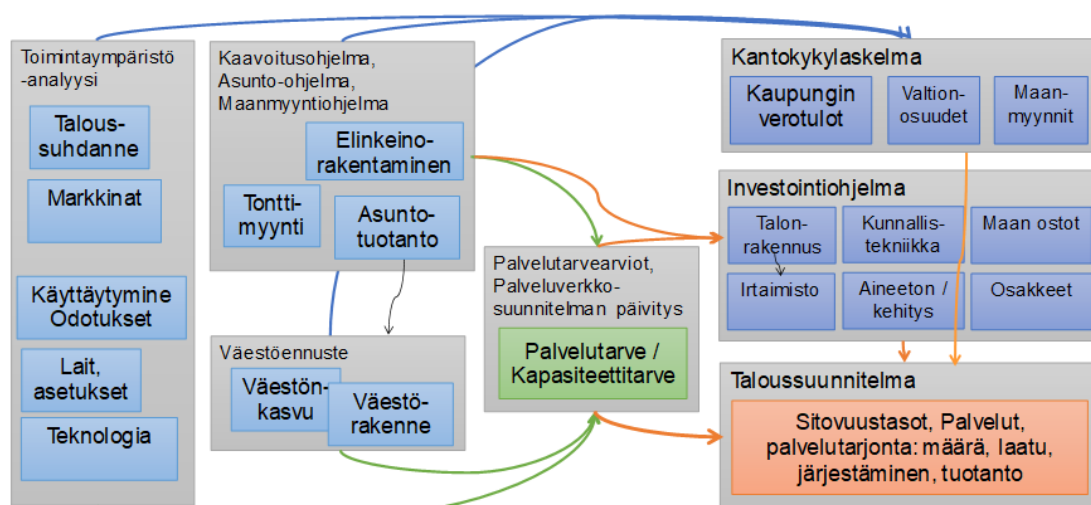 Toimintaympäristö
-analyysi
Talous-
suhdanne
Markkinat
Käyttäytymine
Odotukset
Lait,
asetukset
Teknologia
Kaavoitusohjelma,
Asunto-ohjelma,
Maanmyyntiohjelma
Elinkeino-
rakentaminen
Tontti-
myynti
Asunto-
tuotanto
Väestöennuste
Väestön-
kasvu
Väestö-
rakenne
Palvelutarvearviot,
Palveluverkko-
suunnitelman päivitys
Palvelutarve /
Kapasiteettitarve
Kantokykylaskelma
Kaupungin
verotulot
Valtion-
osuudet
Maan-
myynnit
Investointiohjelma
Talon-
rakennus
Kunnallis-
tekniikka
Maan ostot
Irtaimisto
Aineeton /
kehitys
Osakkeet
Taloussuunnitelma
Sitovuustasot, Palvelut,
palvelutarjonta: määrä, laatu,
järjestäminen, tuotanto